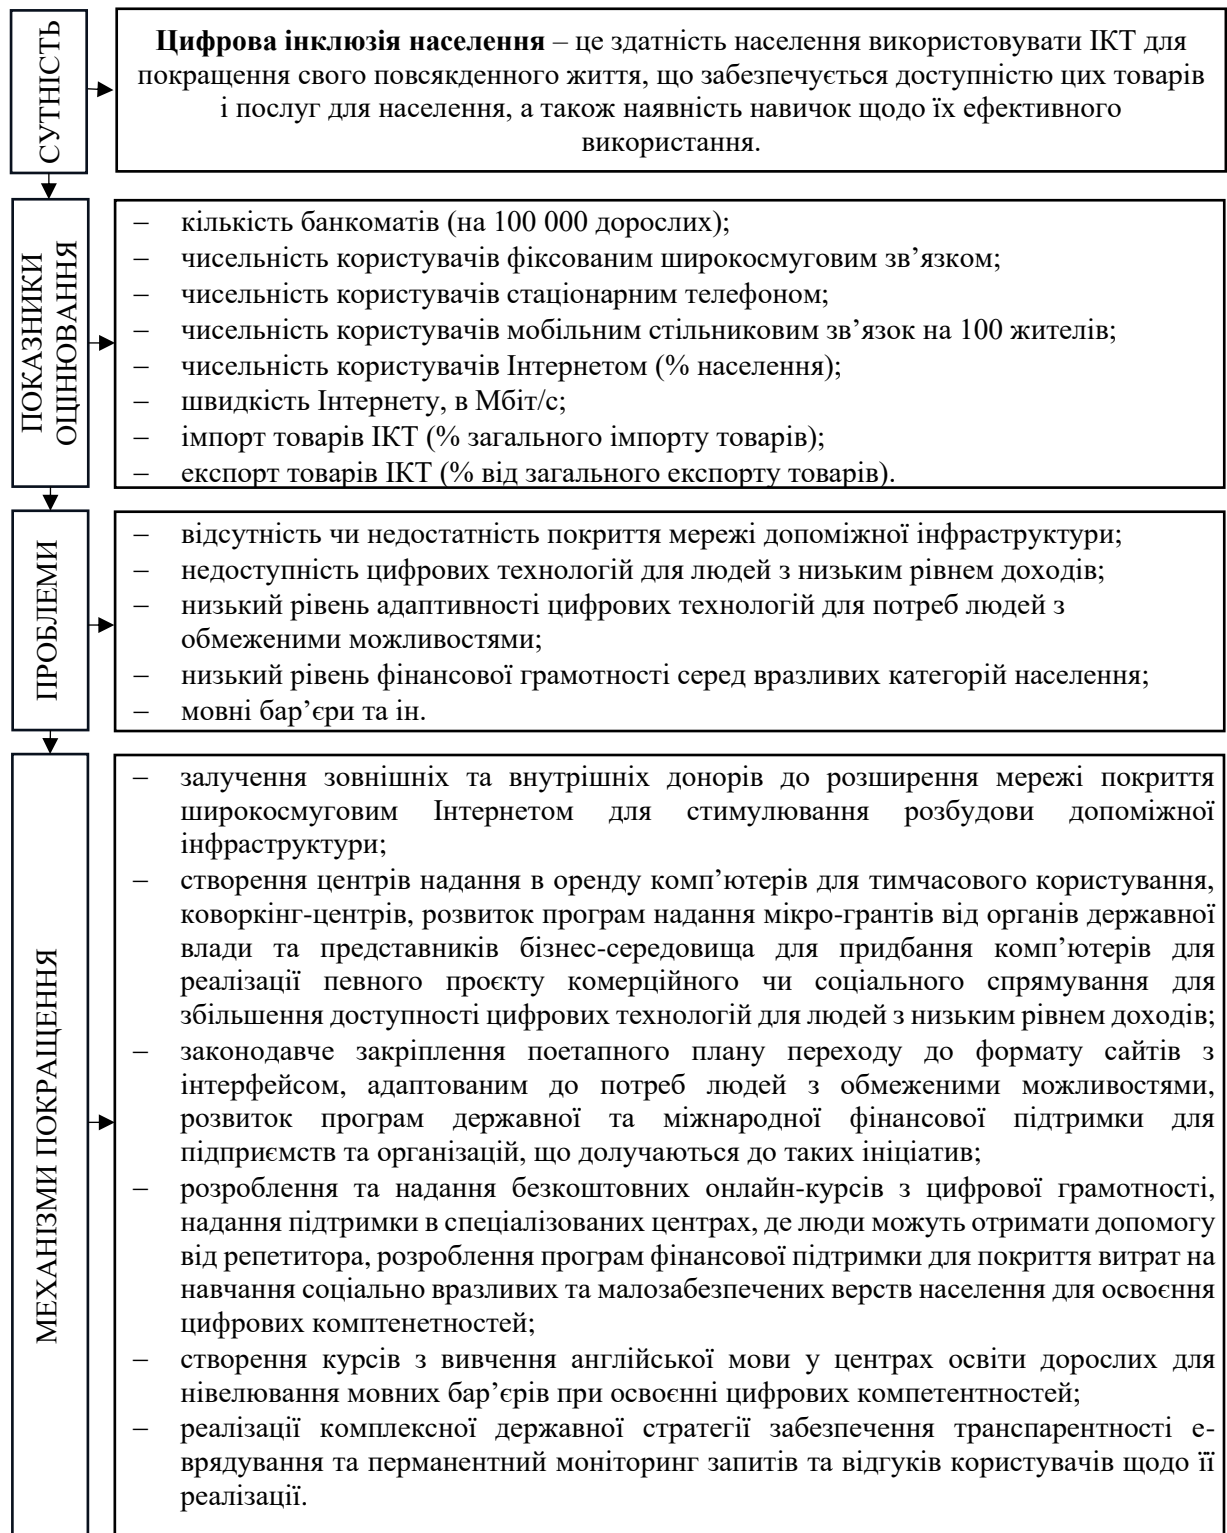 СУТНІСТЬ
Цифрова інклюзія населення – це здатність населення використовувати ІКТ для
покращення свого повсякденного життя, що забезпечується доступністю цих товарів
і послуг для населення, а також наявність навичок щодо їх ефективного
використання.
ПОКАЗНИКИ
ОЦІНЮВАННЯ
– кількість банкоматів (на 100 000 дорослих);
– чисельність користувачів фіксованим широкосмуговим зв’язком;
– чисельність користувачів стаціонарним телефоном;
– чисельність користувачів мобільним стільниковим зв’язок на 100 жителів;
– чисельність користувачів Інтернетом (% населення);
– швидкість Інтернету, в Мбіт/с;
– імпорт товарів ІКТ (% загального імпорту товарів);
– експорт товарів ІКТ (% від загального експорту товарів).
ПРОБЛЕМИ
– відсутність чи недостатність покриття мережі допоміжної інфраструктури;
– недоступність цифрових технологій для людей з низьким рівнем доходів;
– низький рівень адаптивності цифрових технологій для потреб людей з
обмеженими можливостями;
– низький рівень фінансової грамотності серед вразливих категорій населення;
– мовні бар’єри та ін.
МЕХАНІЗМИ ПОКРАЩЕННЯ
– залучення зовнішніх та внутрішніх донорів до розширення мережі покриття
широкосмуговим Інтернетом для стимулювання розбудови допоміжної
інфраструктури;
– створення центрів надання в оренду комп’ютерів для тимчасового користування,
коворкінг-центрів, розвиток програм надання мікро-грантів від органів державної
влади та представників бізнес-середовища для придбання комп’ютерів для
реалізації певного проєкту комерційного чи соціального спрямування для
збільшення доступності цифрових технологій для людей з низьким рівнем доходів;
– законодавче закріплення поетапного плану переходу до формату сайтів з
інтерфейсом, адаптованим до потреб людей з обмеженими можливостями,
розвиток програм державної та міжнародної фінансової підтримки для
підприємств та організацій, що долучаються до таких ініціатив;
– розроблення та надання безкоштовних онлайн-курсів з цифрової грамотності,
надання підтримки в спеціалізованих центрах, де люди можуть отримати допомогу
від репетитора, розроблення програм фінансової підтримки для покриття витрат на
навчання соціально вразливих та малозабезпечених верств населення для освоєння
цифрових комптенетностей;
– створення курсів з вивчення англійської мови у центрах освіти дорослих для
нівелювання мовних бар’єрів при освоєнні цифрових компетентностей;
– реалізації комплексної державної стратегії забезпечення транспарентності е-
врядування та перманентний моніторинг запитів та відгуків користувачів щодо її
реалізації.